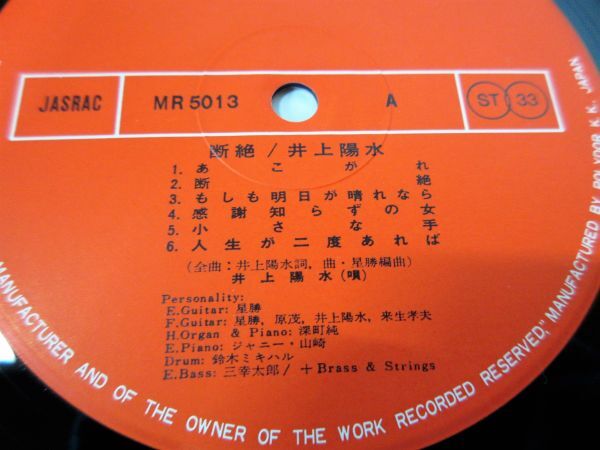 JASRAC MR 5013 A ST 33
断絶 / 井上陽水
1. あこがれ
2. 断絶
3. もしも明日が晴れなら
4. 感謝知らずの女
5. 小さな手
6. 人生が二度あれば
(全曲:井上陽水詞, 曲・星勝編曲)
井上陽水(唄)
Personality:
E.Guitar: 星勝
F.Guitar: 星勝, 原茂, 井上陽水, 来生孝夫
H.Organ & Piano: 深町純
E.Piano: ジャニー・山崎
Drum: 鈴木ミキハル
E.Bass: 三幸太郎/ + Brass & Strings
MANUFACTURER AND OF THE OWNER OF THE WORK RECORDED RESERVED; MANUFACTURED BY POLYDOR K. K. JAPAN